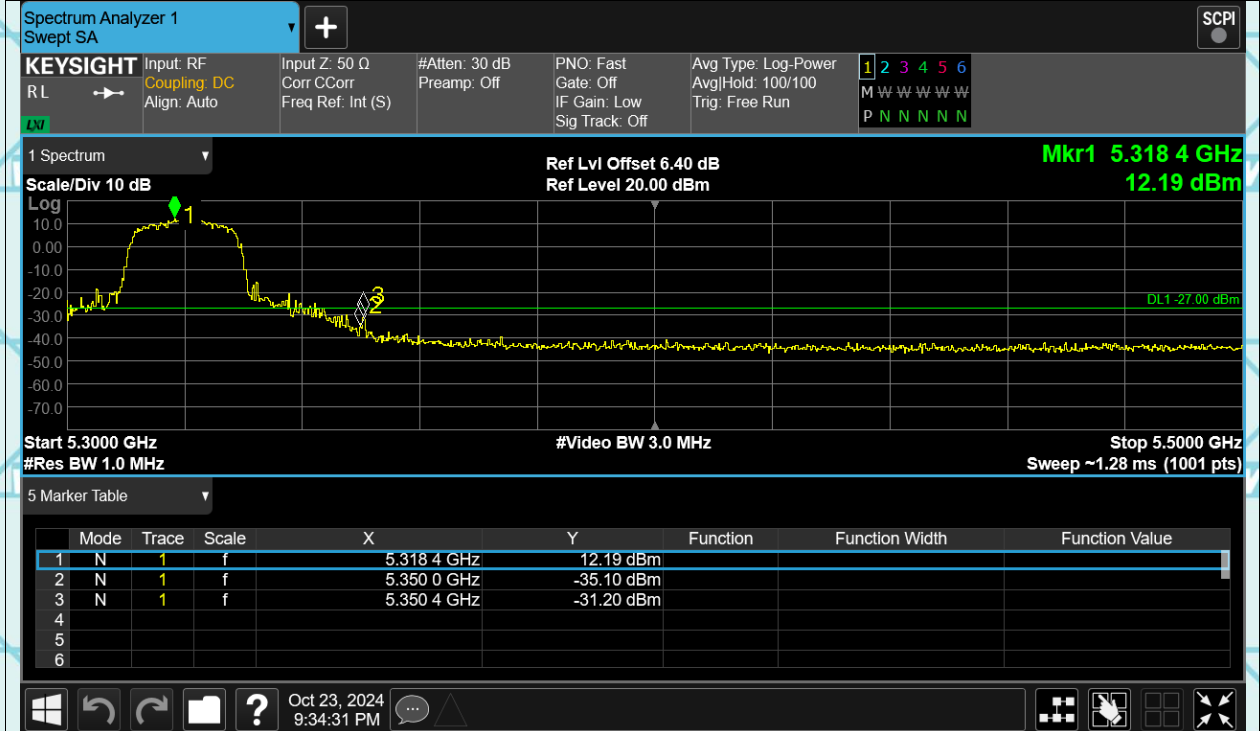 Spectrum Analyzer 1
Swept SA
+
SCPI
KEYSIGHT
R L
LXI
Input: RF
Coupling: DC
Align: Auto
Input Z: 50 Ω
Corr CCorr
Freq Ref: Int (S)
#Atten: 30 dB
Preamp: Off
PNO: Fast
Gate: Off
IF Gain: Low
Sig Track: Off
Avg Type: Log-Power
Avg|Hold: 100/100
Trig: Free Run
1 2 3 4 5 6
M W W W W W W
P N N N N N
1 Spectrum
Scale/Div 10 dB
Ref Lvl Offset 6.40 dB
Ref Level 20.00 dBm
Mkr1 5.318 4 GHz
12.19 dBm
Log
10.0
0.00
-10.0
-20.0
-30.0
-40.0
-50.0
-60.0
-70.0
1
3
2
DL1 -27.00 dBm
Start 5.3000 GHz
#Video BW 3.0 MHz
Stop 5.5000 GHz
#Res BW 1.0 MHz
Sweep ~1.28 ms (1001 pts)
5 Marker Table
Mode Trace Scale X Y Function Function Width Function Value
1 N 1 f 5.318 4 GHz 12.19 dBm
2 N 1 f 5.350 0 GHz -35.10 dBm
3 N 1 f 5.350 4 GHz -31.20 dBm
4
5
6
?
Oct 23, 2024
9:34:31 PM